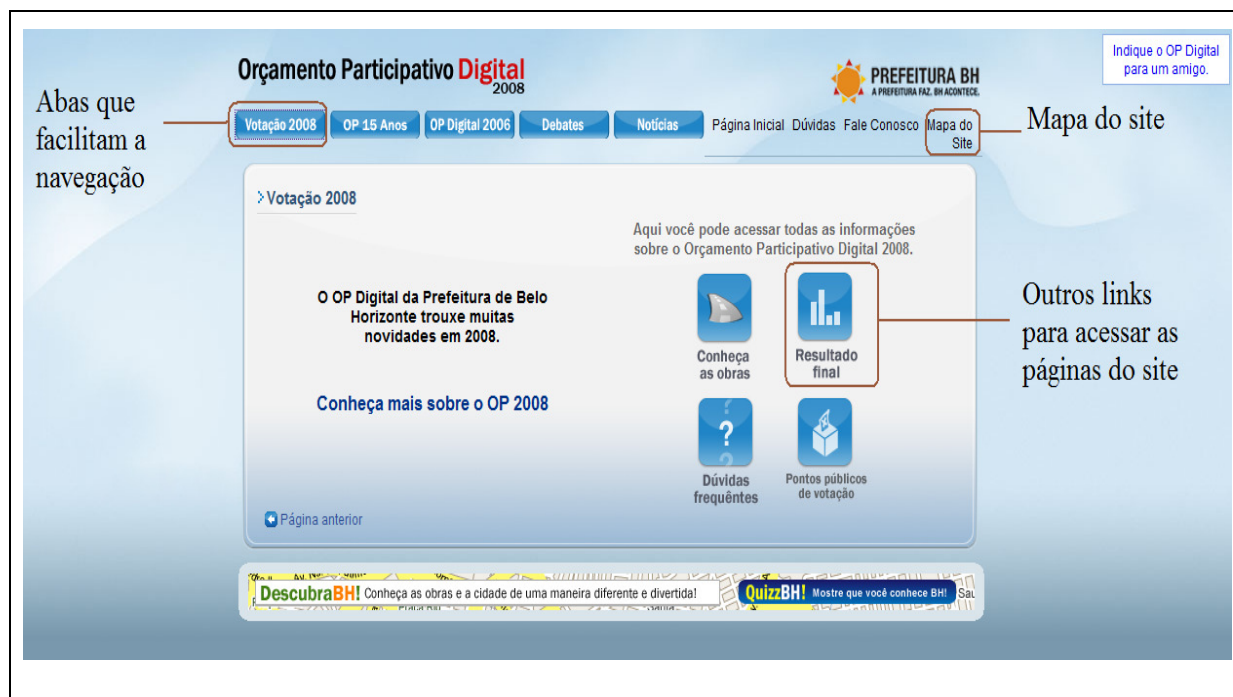 Orçamento Participativo Digital
2008
PREFEITURA BH
A PREFEITURA FAZ. BH ACONTECE.
Indique o OP Digital
para um amigo.
Abas que
facilitam a
navegação
Votação 2008
OP 15 Anos
OP Digital 2006
Debates
Notícias
Página Inicial Dúvidas Fale Conosco Mapa do
Site
Mapa do site
Votação 2008
Aqui você pode acessar todas as informações
sobre o Orçamento Participativo Digital 2008.
O OP Digital da Prefeitura de Belo
Horizonte trouxe muitas
novidades em 2008.
Conheça mais sobre o OP 2008
Conheça
as obras
Resultado
final
Outros links
para acessar as
páginas do site
?
Dúvidas
frequêntes
Pontos públicos
de votação
Página anterior
DescubraBH! Conheça as obras e a cidade de uma maneira diferente e divertida!
QuizzBH! Mostre que você conhece BH!